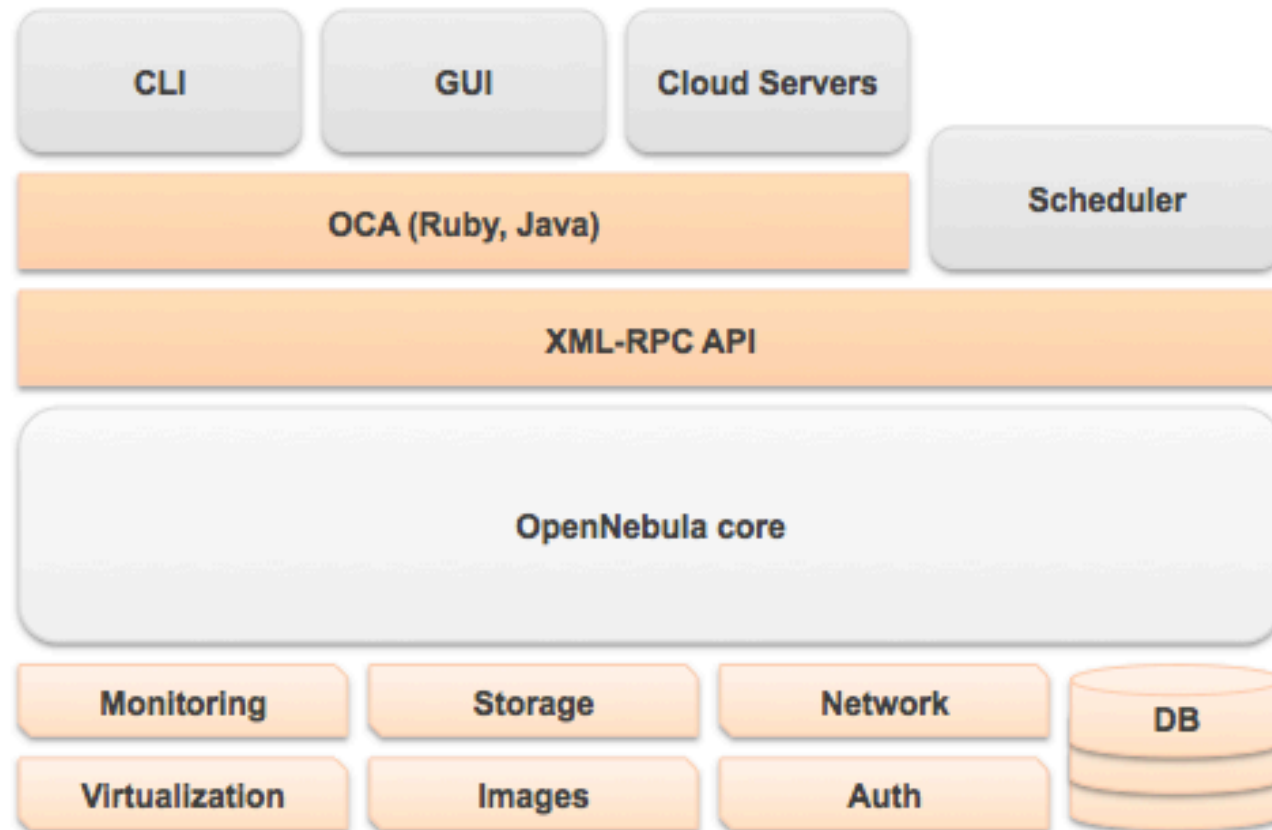 CLI
GUI
Cloud Servers
Scheduler
OCA (Ruby, Java)
XML-RPC API
OpenNebula core
Monitoring
Storage
Network
DB
Virtualization
Images
Auth